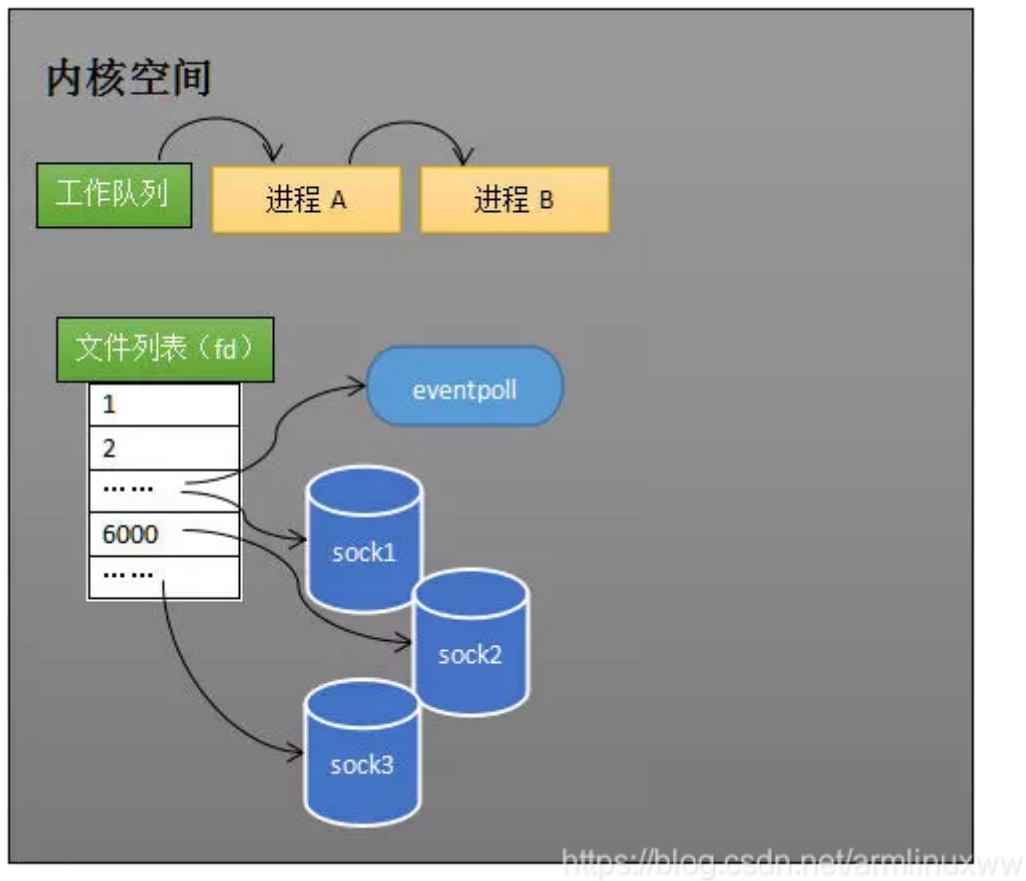 内核空间
工作队列
进程 A
进程 B
文件列表（fd）
1
2
……
6000
……
eventpoll
sock1
sock2
sock3
https://blog.csdn.net/armlinuxww